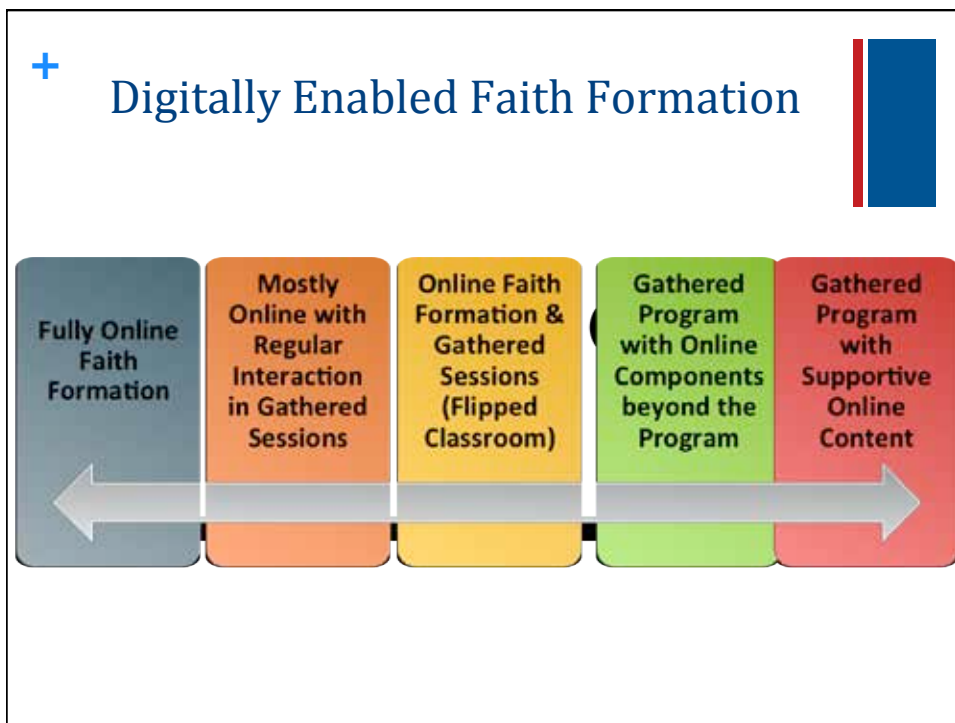 +
Digitally Enabled Faith Formation
Fully Online
Faith
Formation
Mostly
Online with
Regular
Interaction
in Gathered
Sessions
Online Faith
Formation &
Gathered
Sessions
(Flipped
Classroom)
Gathered
Program
with Online
Components
beyond the
Program
Gathered
Program
with
Supportive
Online
Content